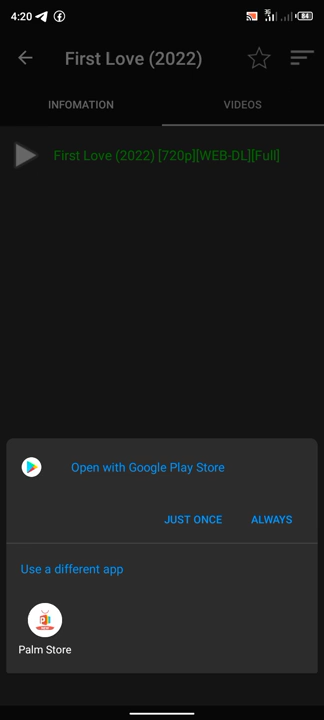 4:20
3G
84
First Love (2022)
INFOMATION
VIDEOS
First Love (2022) [720p][WEB-DL][Full]
Open with Google Play Store
JUST ONCE
ALWAYS
Use a different app
Palm Store